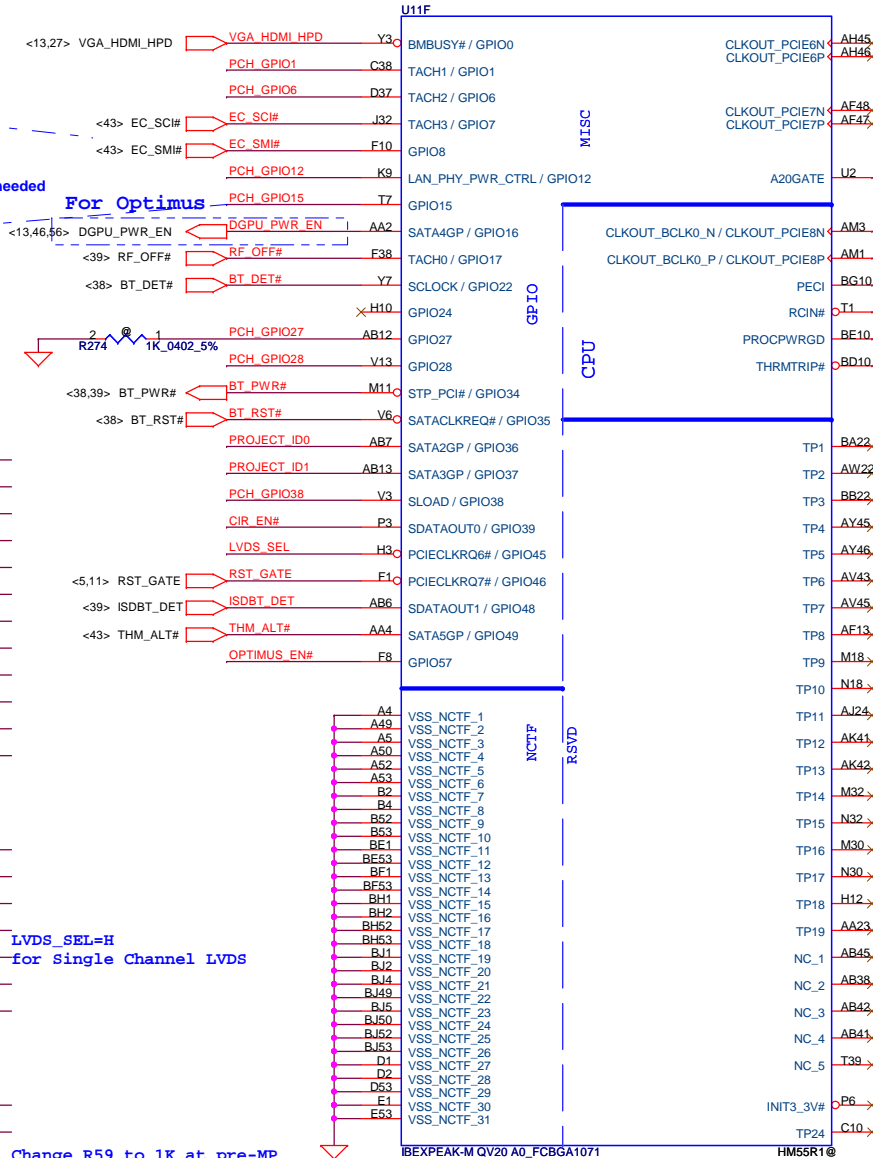 U11F
<13,27> VGA_HDMI_HPD VGA_HDMI_HPD Y3 BMBUSY# / GPIO0 CLKOUT_PCIE6N AH45
CLKOUT_PCIE6P AH46
PCH_GPIO1 C38 TACH1 / GPIO1
PCH_GPIO6 D37 TACH2 / GPIO6
MISC
CLKOUT_PCIE7N AF48
<43> EC_SCI# EC_SCI# J32 TACH3 / GPIO7 CLKOUT_PCIE7P AF47
<43> EC_SMI# EC_SMI# F10 GPIO8
PCH_GPIO12 K9 LAN_PHY_PWR_CTRL / GPIO12 A20GATE U2
needed
For Optimus PCH_GPIO15 T7 GPIO15
<13,46,56> DGPU_PWR_EN DGPU_PWR_EN AA2 SATA4GP / GPIO16 CLKOUT_BCLK0_N / CLKOUT_PCIE8N AM3
<39> RF_OFF# RF_OFF# F38 TACH0 / GPIO17 CLKOUT_BCLK0_P / CLKOUT_PCIE8P AM1
<38> BT_DET# BT_DET# Y7 SCLOCK / GPIO22 PECI BG10
H10 GPIO24 GPIO RCIN# T1
2 @ 1 PCH_GPIO27 AB12 GPIO27 PROCPWRGD BE10
R274 1K_0402_5%
CPU
PCH_GPIO28 V13 GPIO28 THRMTRIP# BD10
<38,39> BT_PWR# BT_PWR# M11 STP_PCI# / GPIO34
<38> BT_RST# BT_RST# V6 SATACLKREQ# / GPIO35
PROJECT_ID0 AB7 SATA2GP / GPIO36 TP1 BA22
PROJECT_ID1 AB13 SATA3GP / GPIO37 TP2 AW22
PCH_GPIO38 V3 SLOAD / GPIO38 TP3 BB22
CIR_EN# P3 SDATAOUT0 / GPIO39 TP4 AY45
LVDS_SEL H3 PCIECLKRQ6# / GPIO45 TP5 AY46
<5,11> RST_GATE RST_GATE F1 PCIECLKRQ7# / GPIO46 TP6 AV43
<39> ISDBT_DET ISDBT_DET AB6 SDATAOUT1 / GPIO48 TP7 AV45
<43> THM_ALT# THM_ALT# AA4 SATA5GP / GPIO49 TP8 AF13
OPTIMUS_EN# F8 GPIO57 TP9 M18
TP10 N18
A4 VSS_NCTF_1 NCTF RSVD TP11 AJ24
A49 VSS_NCTF_2
A5 VSS_NCTF_3 TP12 AK41
A50 VSS_NCTF_4
A52 VSS_NCTF_5 TP13 AK42
A53 VSS_NCTF_6
B2 VSS_NCTF_7 TP14 M32
B4 VSS_NCTF_8
B52 VSS_NCTF_9 TP15 N32
B53 VSS_NCTF_10
BE1 VSS_NCTF_11 TP16 M30
BE53 VSS_NCTF_12
BF1 VSS_NCTF_13 TP17 N30
BF53 VSS_NCTF_14
BH1 VSS_NCTF_15 TP18 H12
BH2 VSS_NCTF_16
BH52 VSS_NCTF_17 TP19 AA23
BH53 VSS_NCTF_18
LVDS_SEL=H
for Single Channel LVDS
BJ1 VSS_NCTF_19 NC_1 AB45
BJ2 VSS_NCTF_20
BJ4 VSS_NCTF_21 NC_2 AB38
BJ49 VSS_NCTF_22
BJ5 VSS_NCTF_23 NC_3 AB42
BJ50 VSS_NCTF_24
BJ52 VSS_NCTF_25 NC_4 AB41
BJ53 VSS_NCTF_26
D1 VSS_NCTF_27 NC_5 T39
D2 VSS_NCTF_28
D53 VSS_NCTF_29
E1 VSS_NCTF_30 INIT3_3V# P6
E53 VSS_NCTF_31
TP24 C10
Change R59 to 1K at pre-MP
IBEXPEAK-M QV20 A0_FCBGA1071 HM55R1@